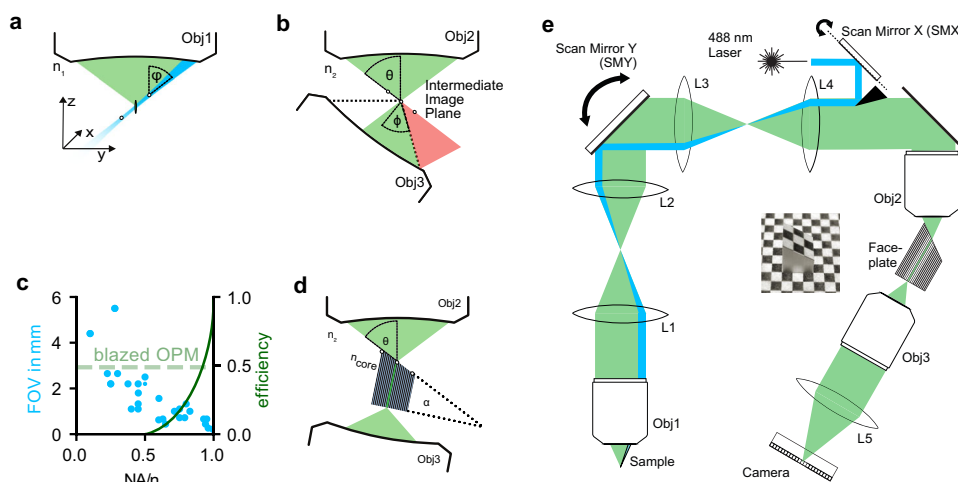 a
Obj1
n1
φ
z
x
y
b
Obj2
n2
θ
Intermediate
Image
Plane
ϕ
Obj3
c
6
4
2
0
FOV in mm
blazed OPM
1.0
0.5
0.0
efficiency
0.0
0.5
1.0
NA/n
d
Obj2
n2
θ
ncore
α
Obj3
e
Scan Mirror Y
(SMY)
488 nm
Laser
Scan Mirror X (SMX)
L3
L4
L2
Obj2
Face-
plate
L1
Obj3
Obj1
L5
Sample
Camera